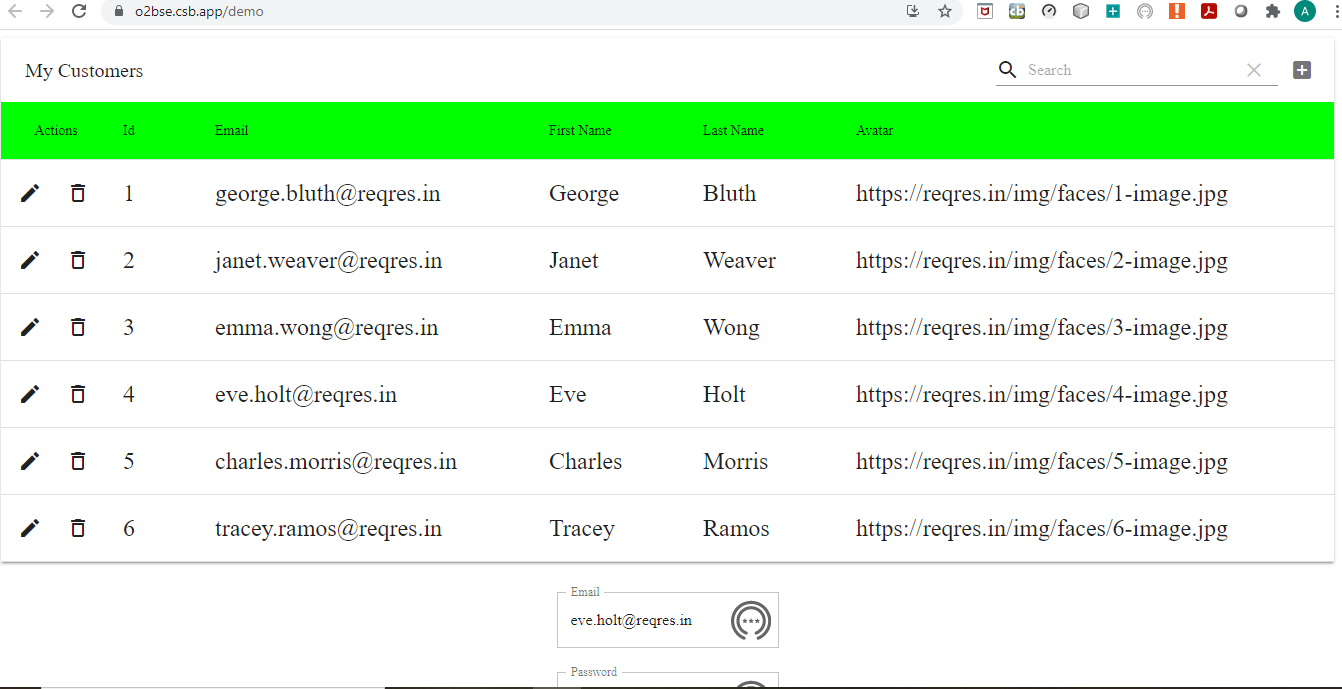 o2bse.csb.app/demo
A
My Customers
Search
Actions Id Email First Name Last Name Avatar
1 george.bluth@reqres.in George Bluth https://reqres.in/img/faces/1-image.jpg
2 janet.weaver@reqres.in Janet Weaver https://reqres.in/img/faces/2-image.jpg
3 emma.wong@reqres.in Emma Wong https://reqres.in/img/faces/3-image.jpg
4 eve.holt@reqres.in Eve Holt https://reqres.in/img/faces/4-image.jpg
5 charles.morris@reqres.in Charles Morris https://reqres.in/img/faces/5-image.jpg
6 tracey.ramos@reqres.in Tracey Ramos https://reqres.in/img/faces/6-image.jpg
Email
eve.holt@reqres.in
Password